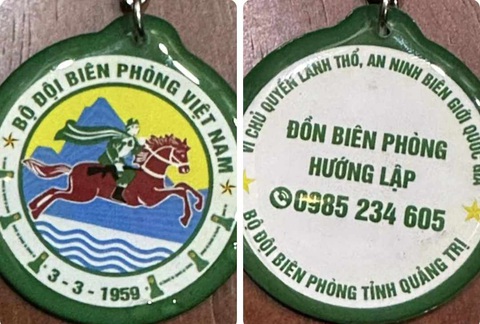 BỘ ĐỘI BIÊN PHÒNG VIỆT NAM
3-3-1959
VÌ CHỦ QUYỀN LÃNH THỔ, AN NINH BIÊN GIỚI QUỐC GIA
ĐỒN BIÊN PHÒNG
HƯỚNG LẬP
0985 234 605
BỘ ĐỘI BIÊN PHÒNG TỈNH QUẢNG TRỊ